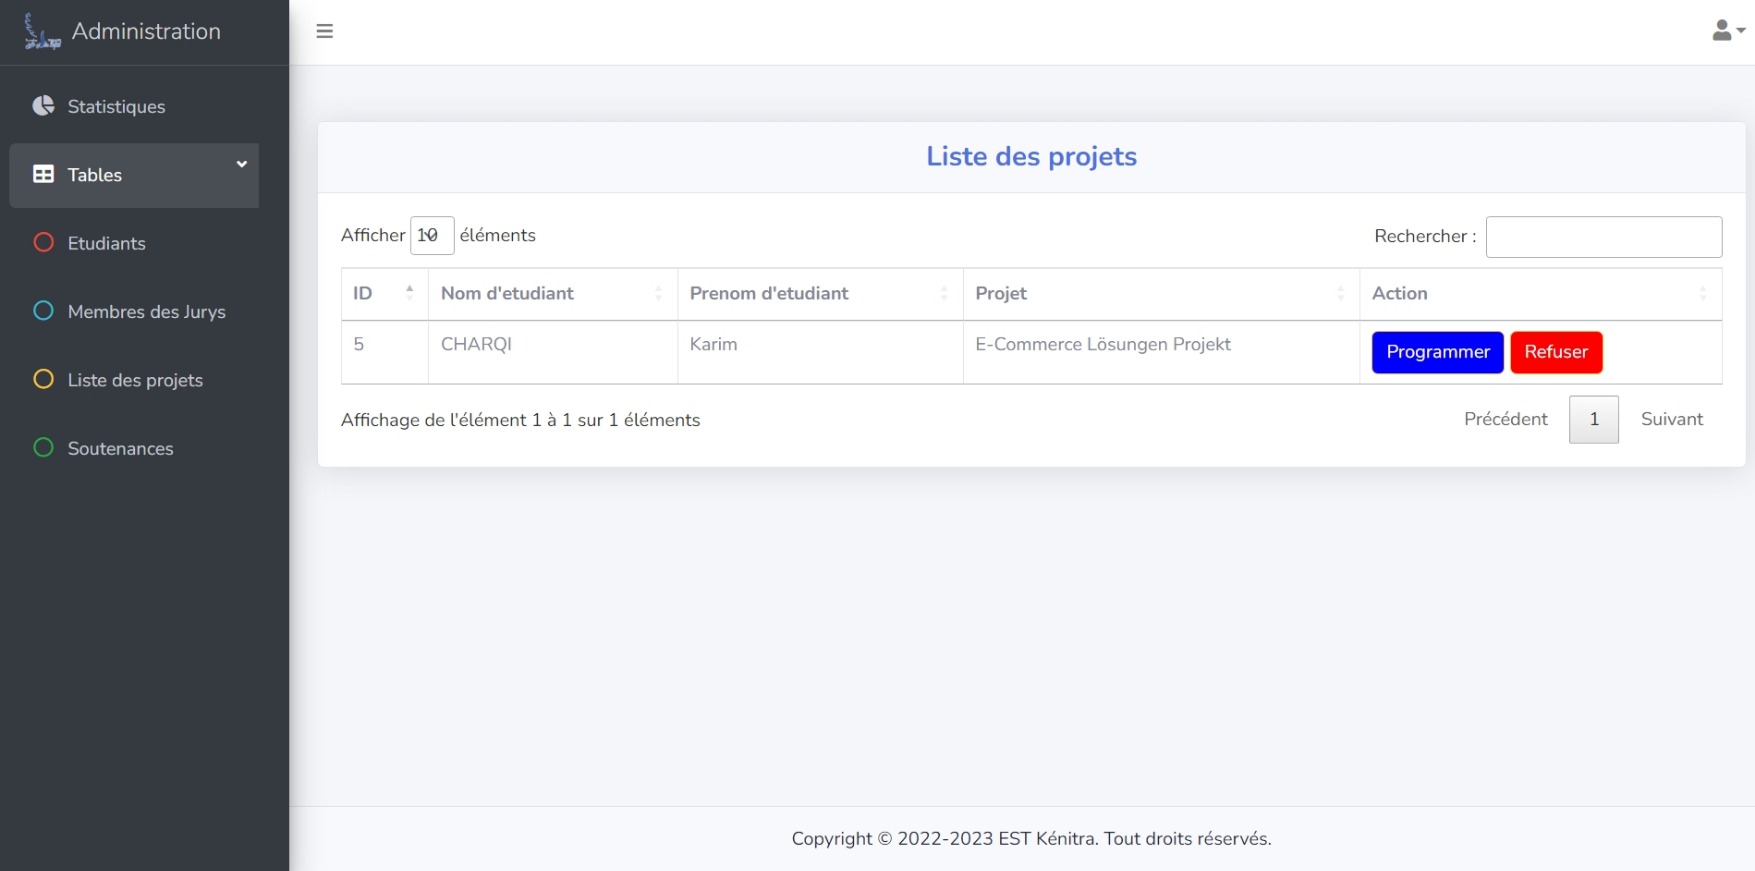 Administration
Statistiques
Tables
Etudiants
Membres des Jurys
Liste des projets
Soutenances
Liste des projets
Afficher 10 éléments
Rechercher :
ID Nom d'etudiant Prenom d'etudiant Projet Action
5 CHARQI Karim E-Commerce Lösungen Projekt Programmer Refuser
Affichage de l'élément 1 à 1 sur 1 éléments
Précédent 1 Suivant
Copyright © 2022-2023 EST Kénitra. Tout droits réservés.